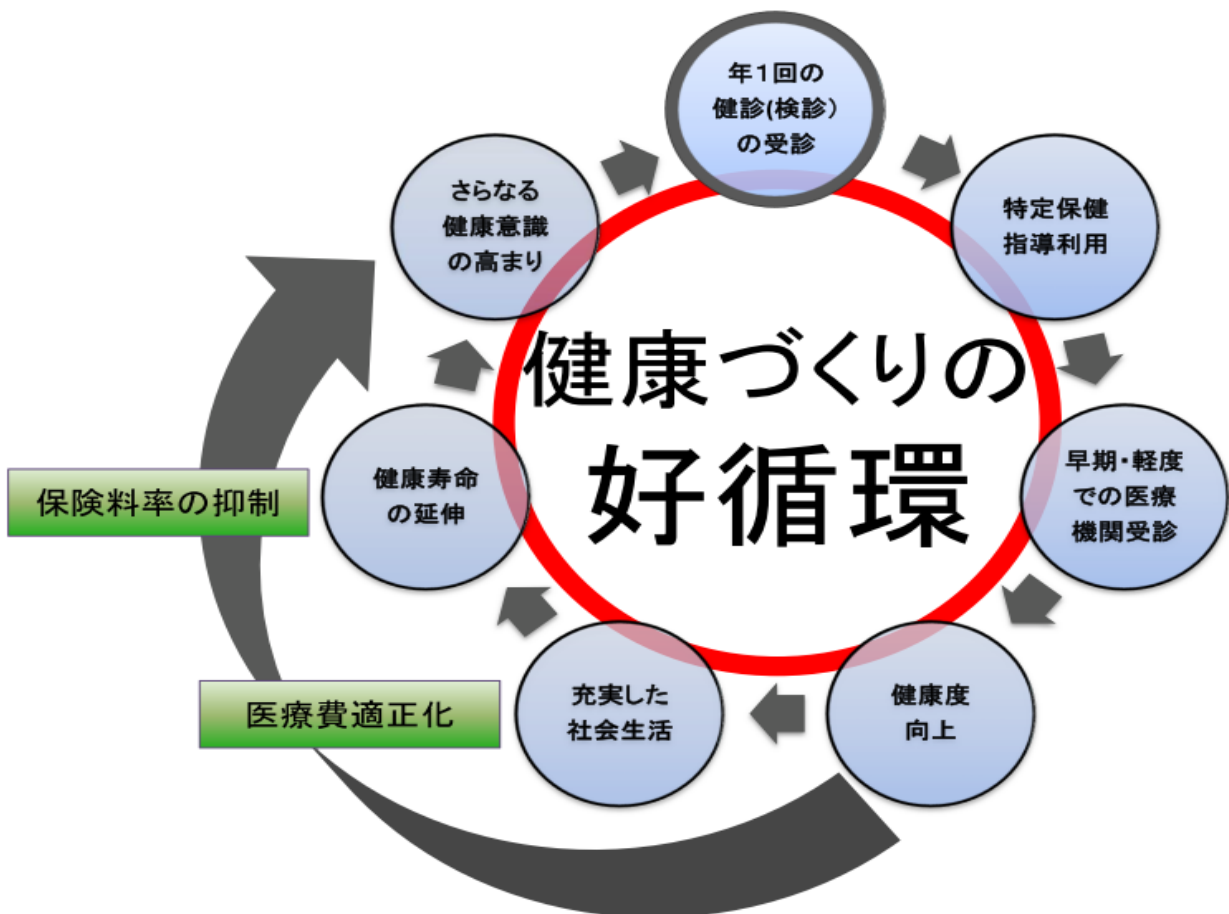 年１回の
健診(検診）
の受診
特定保健
指導利用
早期・軽度
での医療
機関受診
健康度
向上
充実した
社会生活
健康寿命
の延伸
さらなる
健康意識
の高まり
健康づくりの
好循環
医療費適正化
保険料率の抑制